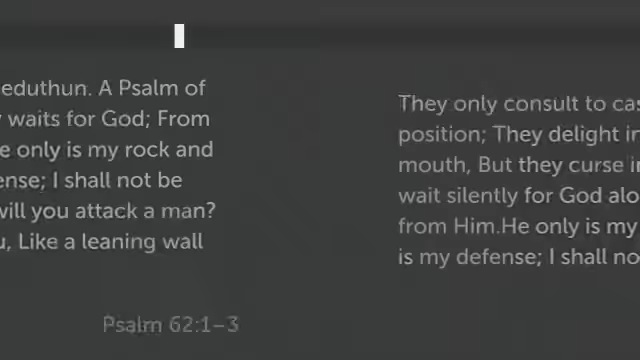 eduthun. A Psalm of
waits for God; From
e only is my rock and
ense; I shall not be
will you attack a man?
u, Like a leaning wall
Psalm 62:1–3
They only consult to cas
position; They delight in
mouth, But they curse in
wait silently for God alo
from Him.He only is my
is my defense; I shall no